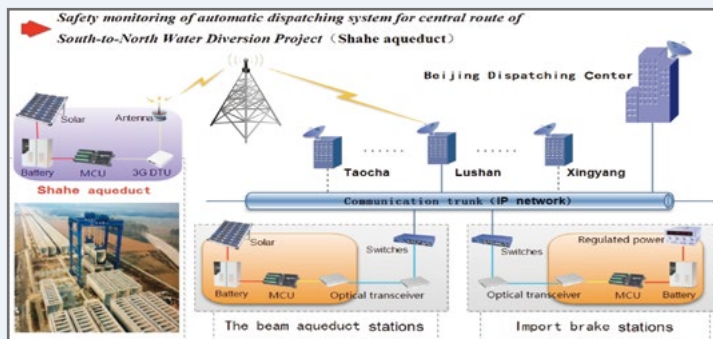 Safety monitoring of automatic dispatching system for central route of
South-to-North Water Diversion Project（Shahe aqueduct）
Beijing Dispatching Center
Solar
Antenna
Battery
MCU
3G DTU
Shahe aqueduct
Taocha
Lushan
Xingyang
Communication trunk (IP network)
Solar
Switches
Battery
MCU
Optical transceiver
The beam aqueduct stations
Switches
Regulated power
Optical transceiver
MCU
Battery
Import brake stations